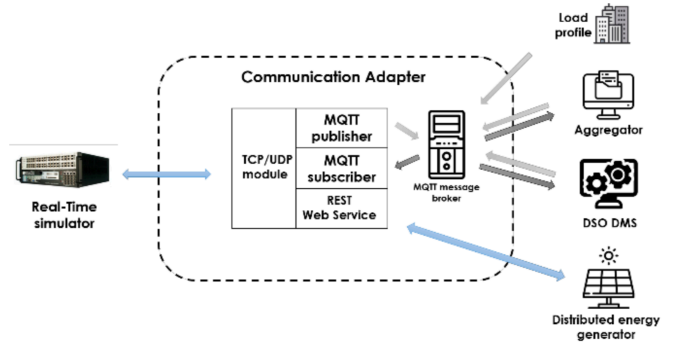 Load
profile
Communication Adapter
MQTT
publisher
TCP/UDP
module
MQTT
subscriber
REST
Web Service
MQTT message
broker
Real-Time
simulator
Aggregator
DSO DMS
Distributed energy
generator